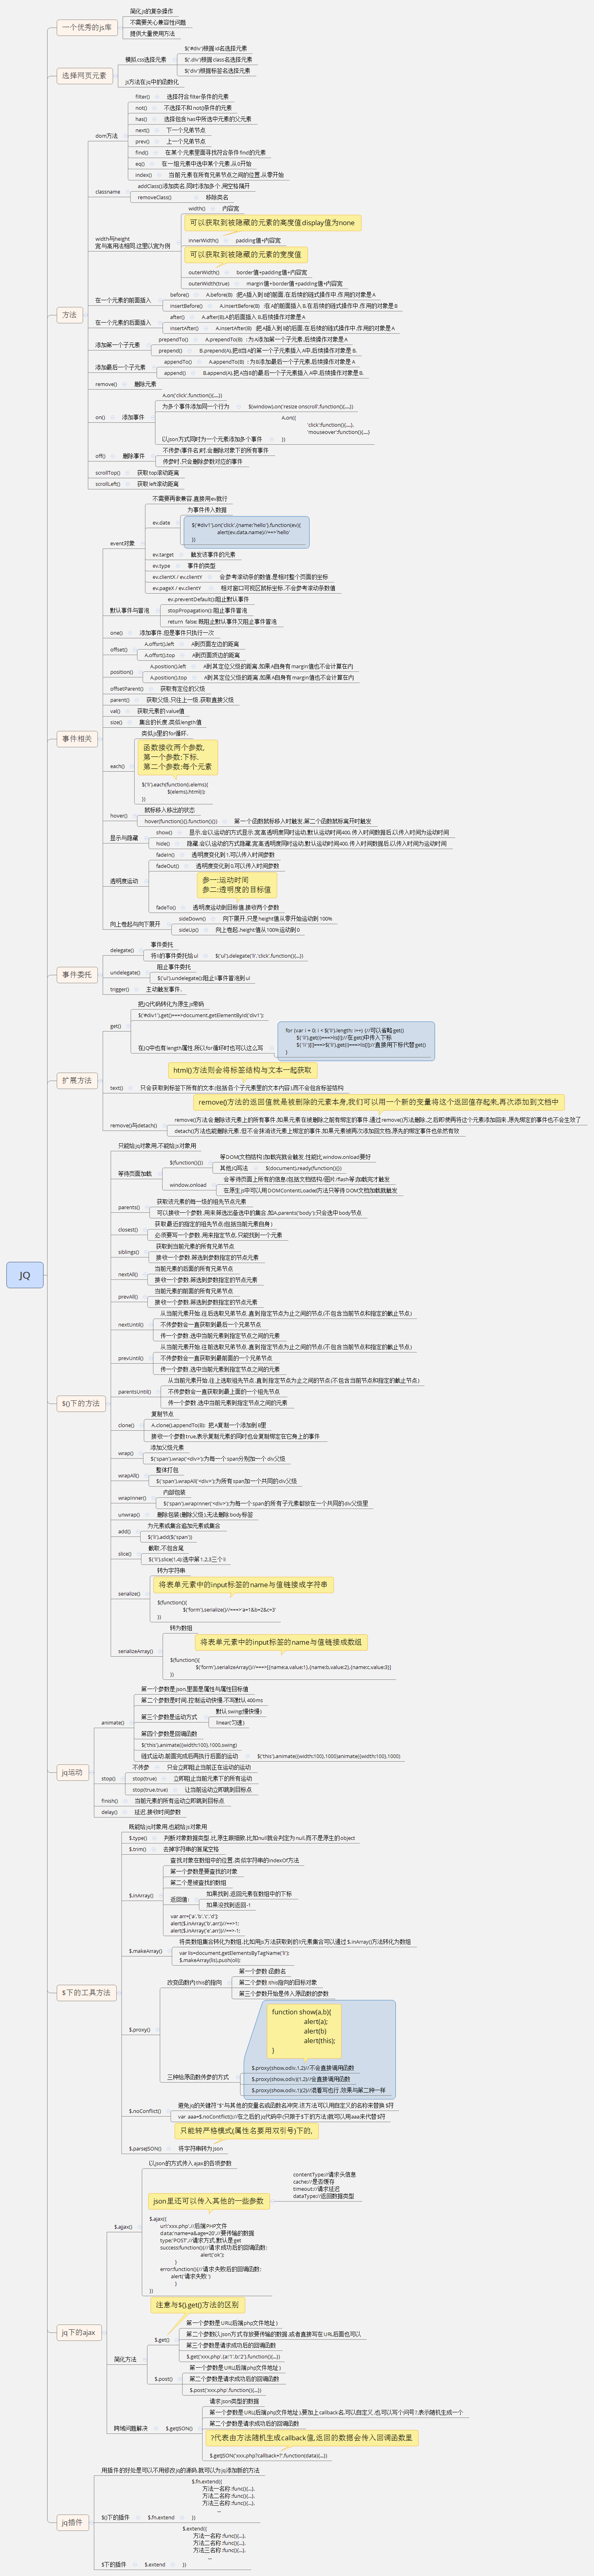 JQ
一个优秀的js库
简化js的复杂操作
不需要关心兼容性问题
提供大量使用方法
选择网页元素
模拟css选择元素
$('#div')根据id名选择元素
$('.div')根据class名选择元素
$('div')根据标签名选择元素
js方法在jq中的函数化
方法
dom方法
filter() 选择符合filter条件的元素
not() 不选择不和not()条件的元素
has() 选择包含has中所选中元素的父元素
next() 下一个兄弟节点
prev() 上一个兄弟节点
find() 在某个元素里面寻找符合条件find的元素
eq() 在一组元素中选中某个元素,从0开始
index() 当前元素在所有兄弟节点之间的位置,从零开始
classname
addClass()添加类名,同时添加多个,用空格隔开
removeClass() 移除类名
width与height
宽与高用法相同,这里以宽为例
width() 内容宽
可以获取到被隐藏的元素的高度值display值为none
innerWidth() padding值+内容宽
可以获取到被隐藏的元素的宽度值
outerWidth() border值+padding值+内容宽
outerWidth(true) margin值+border值+padding值+内容宽
在一个元素的前面插入
before() A.before(B) :把A插入到B的前面,在后续的链式操作中,作用的对象是A
insertBefore() A.insertBefore(B) :在A的前面插入B,在后续的链式操作中,作用的对象是B
在一个元素的后面插入
after() A.after(B),A的后面插入B,后续操作对象是A
insertAfter() A.insertAfter(B) :把A插入到B的后面,在后续的链式操作中,作用的对象是A
添加第一个子元素
prependTo() A.prependTo(B) :为A添加第一个子元素,后续操作对象是A
prepend() B.prepend(A),把B当A的第一个子元素插入A中,后续操作对象是B.
添加最后一个子元素
appendTo() A.appendTo(B) :为B添加最后一个子元素,后续操作对象是A
append() B.append(A),把A当B的最后一个子元素插入A中,后续操作对象是B.
remove() 删除元素
on() 添加事件
A.on('click',function(){....})
为多个事件添加同一个行为 $(window).on('resize onscroll',function(){....})
以json方式同时为一个元素添加多个事件
A.on({
'click':function(){....},
'mouseover':function(){....}
})
off() 删除事件
不传参(事件名)时,会删除对象下的所有事件
传参时,只会删除参数对应的事件
scrollTop() 获取top滚动距离
scrollLeft() 获取left滚动距离
事件相关
event对象
不需要再做兼容,直接用ev就行
ev.date
为事件传入数据
$('#div1').on('click',{name:'hello'},function(ev){
alert(ev.data.name)//==>'hello'
})
ev.target 触发该事件的元素
ev.type 事件的类型
ev.clientX / ev.clientY 会参考滚动条的数值,是相对整个页面的坐标
ev.pageX / ev.clientY 相对窗口可视区鼠标坐标,不会参考滚动条数值
默认事件与冒泡
ev.preventDefault():阻止默认事件
stopPropagation():阻止事件冒泡
return false;:既阻止默认事件又阻止事件冒泡
one() 添加事件,但是事件只执行一次
offset()
A.offort().left A到页面左边的距离
A.offort().top A到页面顶边的距离
position()
A.position().left A到其定位父级的距离,如果A自身有margin值也不会计算在内
A.position().top A到其定位父级的距离,如果A自身有margin值也不会计算在内
offsetParent() 获取有定位的父级
parent() 获取父级,只往上一级,获取直接父级
val() 获取元素的value值
size() 集合的长度,类似length值
each()
类似js里的for循环.
函数接收两个参数,
第一个参数:下标,
第二个参数:每个元素
$('li').each(function(i,elems){
$(elems).html(i);
})
hover()
鼠标移入移出的状态
hover(function(){},function(){}) 第一个函数鼠标移入时触发,第二个函数鼠标离开时触发
显示与隐藏
show() 显示,会以运动的方式显示,宽高透明度同时运动,默认运动时间400,传入时间数据后,以传入时间为运动时间
hide() 隐藏,会以运动的方式隐藏,宽高透明度同时运动,默认运动时间400,传入时间数据后,以传入时间为运动时间
透明度运动
fadeIn() 透明度变化到1,可以传入时间参数
fadeOut() 透明度变化到0,可以传入时间参数
参一:运动时间
参二:透明度的目标值
fadeTo() 透明度运动到目标值,接收两个参数
向上卷起与向下展开
sideDown() 向下展开,只是height值从零开始运动到100%
sideUp() 向上卷起,height值从100%运动到0
事件委托
delegate()
事件委托
将li的事件委托给ul $('ul').delegate('li','click',function(){....})
undelegate()
阻止事件委托
$('ul').undelegate();阻止li事件冒泡到ul
trigger() 主动触发事件.
扩展方法
get()
把JQ代码转化为原生js带码
$('#div1').get()===>document.getElementById('div1');
在JQ中也有length属性,所以for循环时也可以这么写
for (var i = 0; i < $('li').length; i++) {//可以省略get()
$('li').get(i)===>lis[i];//在get()中传入下标
$('li')[i]===>$('li').get(i)===>lis[i];//直接用下标代替get()
}
html()方法则会将标签结构与文本一起获取
text() 只会获取到标签下所有的文本(包括各个子元素里的文本内容),而不会包含标签结构
remove()方法的返回值就是被删除的元素本身,我们可以用一个新的变量将这个返回值存起来,再次添加到文档中
remove()与detach()
remove()方法会删除该元素上的所有事件,如果元素在被删除之前有绑定的事件,通过remove()方法删除,之后即使再将这个元素添加回来,原先绑定的事件也不会生效了
detach()方法也能删除元素,但不会抹消该元素上绑定的事件,如果元素被再次添加回文档,原先的绑定事件也依然有效
$()下的方法
只能给jQ对象用,不能给js对象用
等待页面加载
$(function(){})
等DOM(文档结构)加载完就会触发.性能比window.onload要好
其他JQ写法 $(document).ready(function(){})
window.onload
会等待页面上所有的信息(包括文档结构/图片/flash等)加载完才触发
在原生js中可以用DOMContentLoaded方法只等待DOM文档加载就触发
parents()
获取该元素的每一级的祖先节点元素
可以接收一个参数,用来筛选出备选中的集合,如A.parents('body');只会选中body节点
closest()
获取最近的指定的祖先节点(包括当前元素自身)
必须要写一个参数,用来指定节点,只能找到一个元素
siblings()
获取到当前元素的所有兄弟节点
接收一个参数,筛选到参数指定的节点元素
nextAll()
当前元素的后面的所有兄弟节点
接收一个参数,筛选到参数指定的节点元素
prevAll()
当前元素的前面的所有兄弟节点
接收一个参数,筛选到参数指定的节点元素
nextUntil()
从当前元素开始,往后选取兄弟节点,直到指定节点为止之间的节点(不包含当前节点和指定的截止节点)
不传参数会一直获取到最后一个兄弟节点
传一个参数,选中当前元素到指定节点之间的元素
prevUntil()
从当前元素开始,往前选取兄弟节点,直到指定节点为止之间的节点(不包含当前节点和指定的截止节点)
不传参数会一直获取到最前面的一个兄弟节点
传一个参数,选中当前元素到指定节点之间的元素
parentsUntil()
从当前元素开始,往上选取祖先节点,直到指定节点为止之间的节点(不包含当前节点和指定的截止节点)
不传参数会一直获取到最上面的一个祖先节点
传一个参数,选中当前元素到指定节点之间的元素
clone()
复制节点
A.clone().appendTo(B); 把A复制一个添加到B里
接收一个参数true,表示复制元素的同时也会复制绑定在它身上的事件
wrap()
添加父级元素
$('span').wrap('<div>');为每一个span分别加一个div父级
wrapAll()
整体打包
$('span').wrapAll('<div>');为所有span加一个共同的div父级
wrapInner()
内部包装
$('span').wrapInner('<div>');为每一个span的所有子元素都放在一个共同的div父级里
unwrap() 删除包装(删除父级),无法删除body标签
add()
为元素或集合追加元素或集合
$('li').add($('span'))
slice()
截取,不包含尾
$('li').slice(1,4);选中第1,2,3三个li
serialize()
转为字符串
将表单元素中的input标签的name与值链接成字符串
$(function(){
$('form').serialize()//===>'a=1&b=2&c=3'
})
serializeArray()
转为数组
将表单元素中的input标签的name与值链接成数组
$(function(){
$('form').serializeArray()//===>[{name:a,value:1},{name:b,value:2},{name:c,value:3}]
})
jq运动
animate()
第一个参数是json,里面是属性与属性目标值
第二个参数是时间,控制运动快慢,不写默认400ms
第三个参数是运动方式
默认swing(慢快慢)
linear(匀速)
第四个参数是回调函数
$('this').animate({width:100},1000,swing)
链式运动,前面完成后再执行后面的运动 $('this').animate({width:100},1000)animate({width:100},1000)
stop()
不传参 只会立即阻止当前正在运动的运动
stop(true) 立即阻止当前元素下的所有运动
stop(true,true) 让当前运动立即跳到目标点
finish() 当前元素的所有运动立即跳到目标点
delay() 延迟,接收时间参数
$下的工具方法
既能给jq对象用,也能给js对象用
$.type() 判断对象数据类型,比原生跟细致,比如null就会判定为null,而不是原生的object
$.trim() 去掉字符串的首尾空格
$.inArray()
查找对象在数组中的位置,类似字符串的indexOf方法
第一个参数是要查找的对象
第二个是被查找的数组
返回值:
如果找到,返回元素在数组中的下标
如果没找到返回-1
var arr=['a','b','c','d'];
alert($.inArray('b',arr))//==>1;
alert($.inArray('e',arr))//==>-1;
$.makeArray()
将类数组集合转化为数组,比如用js方法获取到的li元素集合可以通过$.inArray()方法转化为数组
var lis=document.getElementsByTagName('li');
$.makeArray(lis).push(oli);
$.proxy()
改变函数内this的指向
第一个参数:函数名
第二个参数:this指向的目标对象
第三个参数开始是传入原函数的参数
function show(a,b){
alert(a);
alert(b)
alert(this);
}
三种给原函数传参的方式
$.proxy(show,odiv,1,2)//不会直接调用函数
$.proxy(show,odiv)(1,2)//会直接调用函数
$.proxy(show,odiv,1)(2)//混着写也行,效果与第二种一样
$.noConflict()
避免jq的关键符'$'与其他的变量名或函数名冲突,该方法可以用自定义的名称来替换$符
var aaa=$.noContflict()//在之后的jq代码中(只限于$下的方法)就可以用aaa来代替$符
只能转严格模式(属性名要用双引号)下的,
$.parseJSON() 将字符串转为json
jq下的ajax
$.ajax()
以json的方式传入ajax的各项参数
json里还可以传入其他的一些参数
contentType://请求头信息
cache://是否缓存
timeout://请求延迟
dataType://返回数据类型
$.ajax({
url:'xxx.php',//后端PHP文件
data:'name=a&age=20',//要传输的数据
type:'POST',//请求方式,默认是get
success:function(){//请求成功后的回调函数:
alert('ok');
}
error:function(){//请求失败后的回调函数:
alert('请求失败')
}
})
注意与$().get()方法的区别
简化方法
$.get()
第一个参数是URL(后端php文件地址)
第二个参数以json方式存放要传输的数据,或者直接写在URL后面也可以
第三个参数是请求成功后的回调函数
$.get('xxx.php',{a:'1',b:'2'},function(){...})
$.post()
第一个参数是URL(后端php文件地址)
第二个参数是请求成功后的回调函数
$.post('xxx.php',function(){...})
跨域问题解决 $.getJSON()
请求json类型的数据
第一个参数是URL(后端php文件地址),要加上callback名,可以自定义,也可以写个问号?,表示随机生成一个
第二个参数是请求成功后的回调函数
?代表由方法随机生成callback值,返回的数据会传入回调函数里
$.getJSON('xxx.php?callback=?',function(data){...})
jq插件
用插件的好处是可以不用修改jq的源码,就可以为jq添加新的方法
$()下的插件 $.fn.extend
$.fn.extend({
方法一名称:func(){...},
方法二名称:func(){...},
方法三名称:func(){...},
...
})
$下的插件 $.extend
$.extend({
方法一名称:func(){...},
方法二名称:func(){...},
方法三名称:func(){...},
...
})